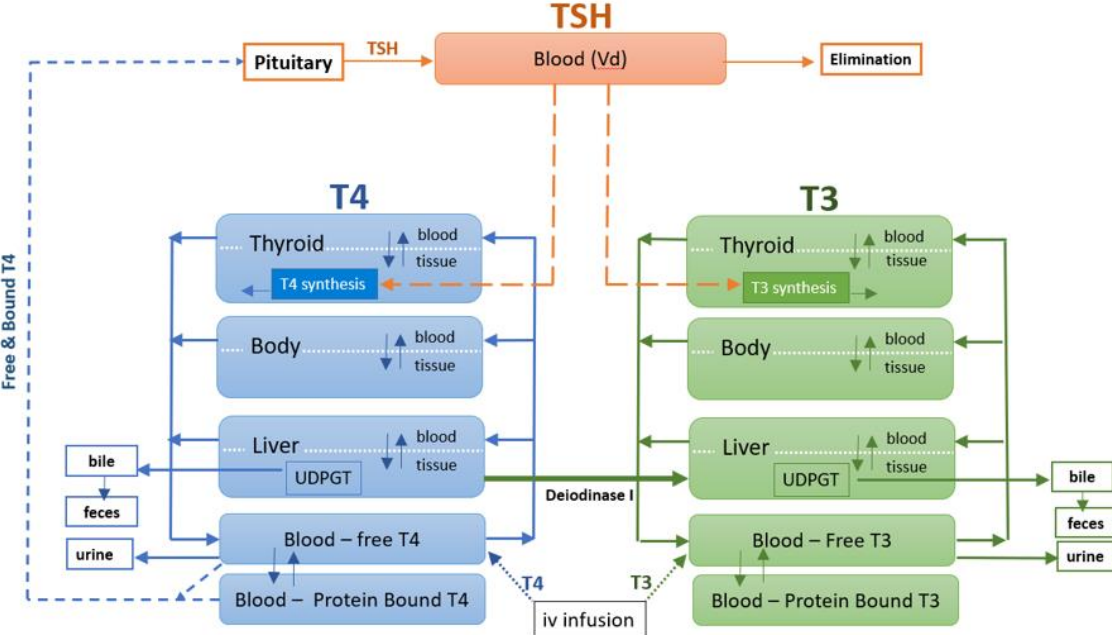 TSH
Pituitary
TSH
Blood (Vd)
Elimination
Free & Bound T4
T4
Thyroid
blood
tissue
T4 synthesis
Body
blood
tissue
Liver
blood
tissue
UDPGT
bile
feces
urine
Blood – free T4
Blood – Protein Bound T4
Deiodinase I
T3
Thyroid
blood
tissue
T3 synthesis
Body
blood
tissue
Liver
blood
tissue
UDPGT
bile
feces
urine
Blood – Free T3
Blood – Protein Bound T3
T4
T3
iv infusion